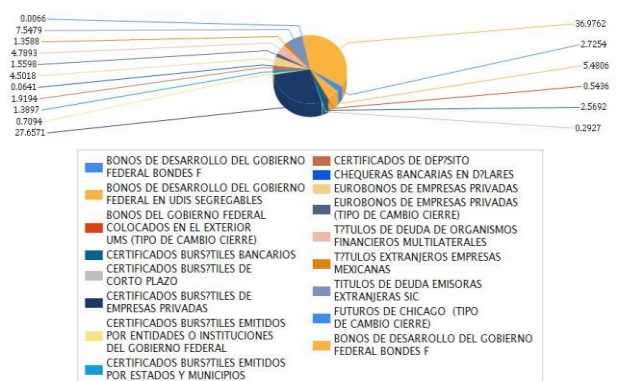 0.0066
7.5479
1.3588
4.7893
1.5598
4.5018
0.0641
1.9194
1.3897
0.7094
27.6571
36.9762
2.7254
5.4806
0.5436
2.5692
0.2927
BONOS DE DESARROLLO DEL GOBIERNO
FEDERAL BONDES F
BONOS DE DESARROLLO DEL GOBIERNO
FEDERAL EN UDIS SEGREGABLES
BONOS DEL GOBIERNO FEDERAL
COLOCADOS EN EL EXTERIOR
UMS (TIPO DE CAMBIO CIERRE)
CERTIFICADOS BURS?TILES BANCARIOS
CERTIFICADOS BURS?TILES DE
CORTO PLAZO
CERTIFICADOS BURS?TILES DE
EMPRESAS PRIVADAS
CERTIFICADOS BURS?TILES EMITIDOS
POR ENTIDADES O INSTITUCIONES
DEL GOBIERNO FEDERAL
CERTIFICADOS BURS?TILES EMITIDOS
POR ESTADOS Y MUNICIPIOS
CERTIFICADOS DE DEP?SITO
CHEQUERAS BANCARIAS EN D?LARES
EUROBONOS DE EMPRESAS PRIVADAS
EUROBONOS DE EMPRESAS PRIVADAS
(TIPO DE CAMBIO CIERRE)
T?TULOS DE DEUDA DE ORGANISMOS
FINANCIEROS MULTILATERALES
T?TULOS EXTRANJEROS EMPRESAS
MEXICANAS
TITULOS DE DEUDA EMISORAS
EXTRANJERAS SIC
FUTUROS DE CHICAGO (TIPO
DE CAMBIO CIERRE)
BONOS DE DESARROLLO DEL GOBIERNO
FEDERAL BONDES F